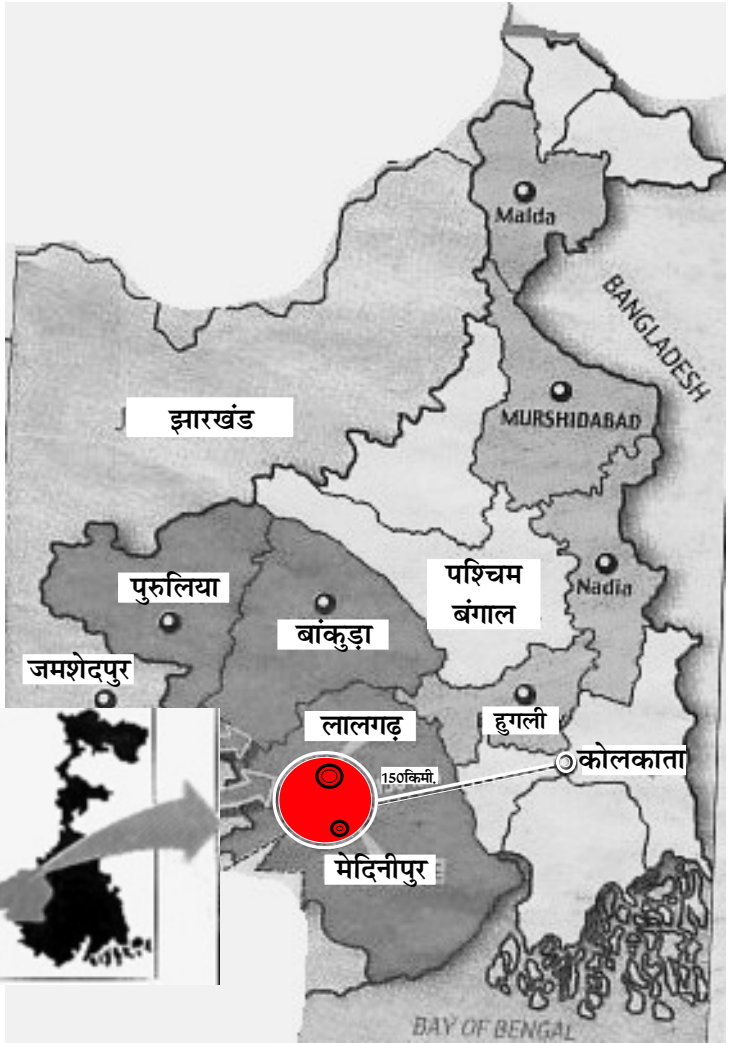 Malda
BANGLADESH
झारखंड
MURSHIDABAD
पश्चिम
बंगाल
Nadia
पुरुलिया
बांकुड़ा
जमशेदपुर
लालगढ़
हुगली
कोलकाता
150किमी.
मेदिनीपुर
BAY OF BENGAL